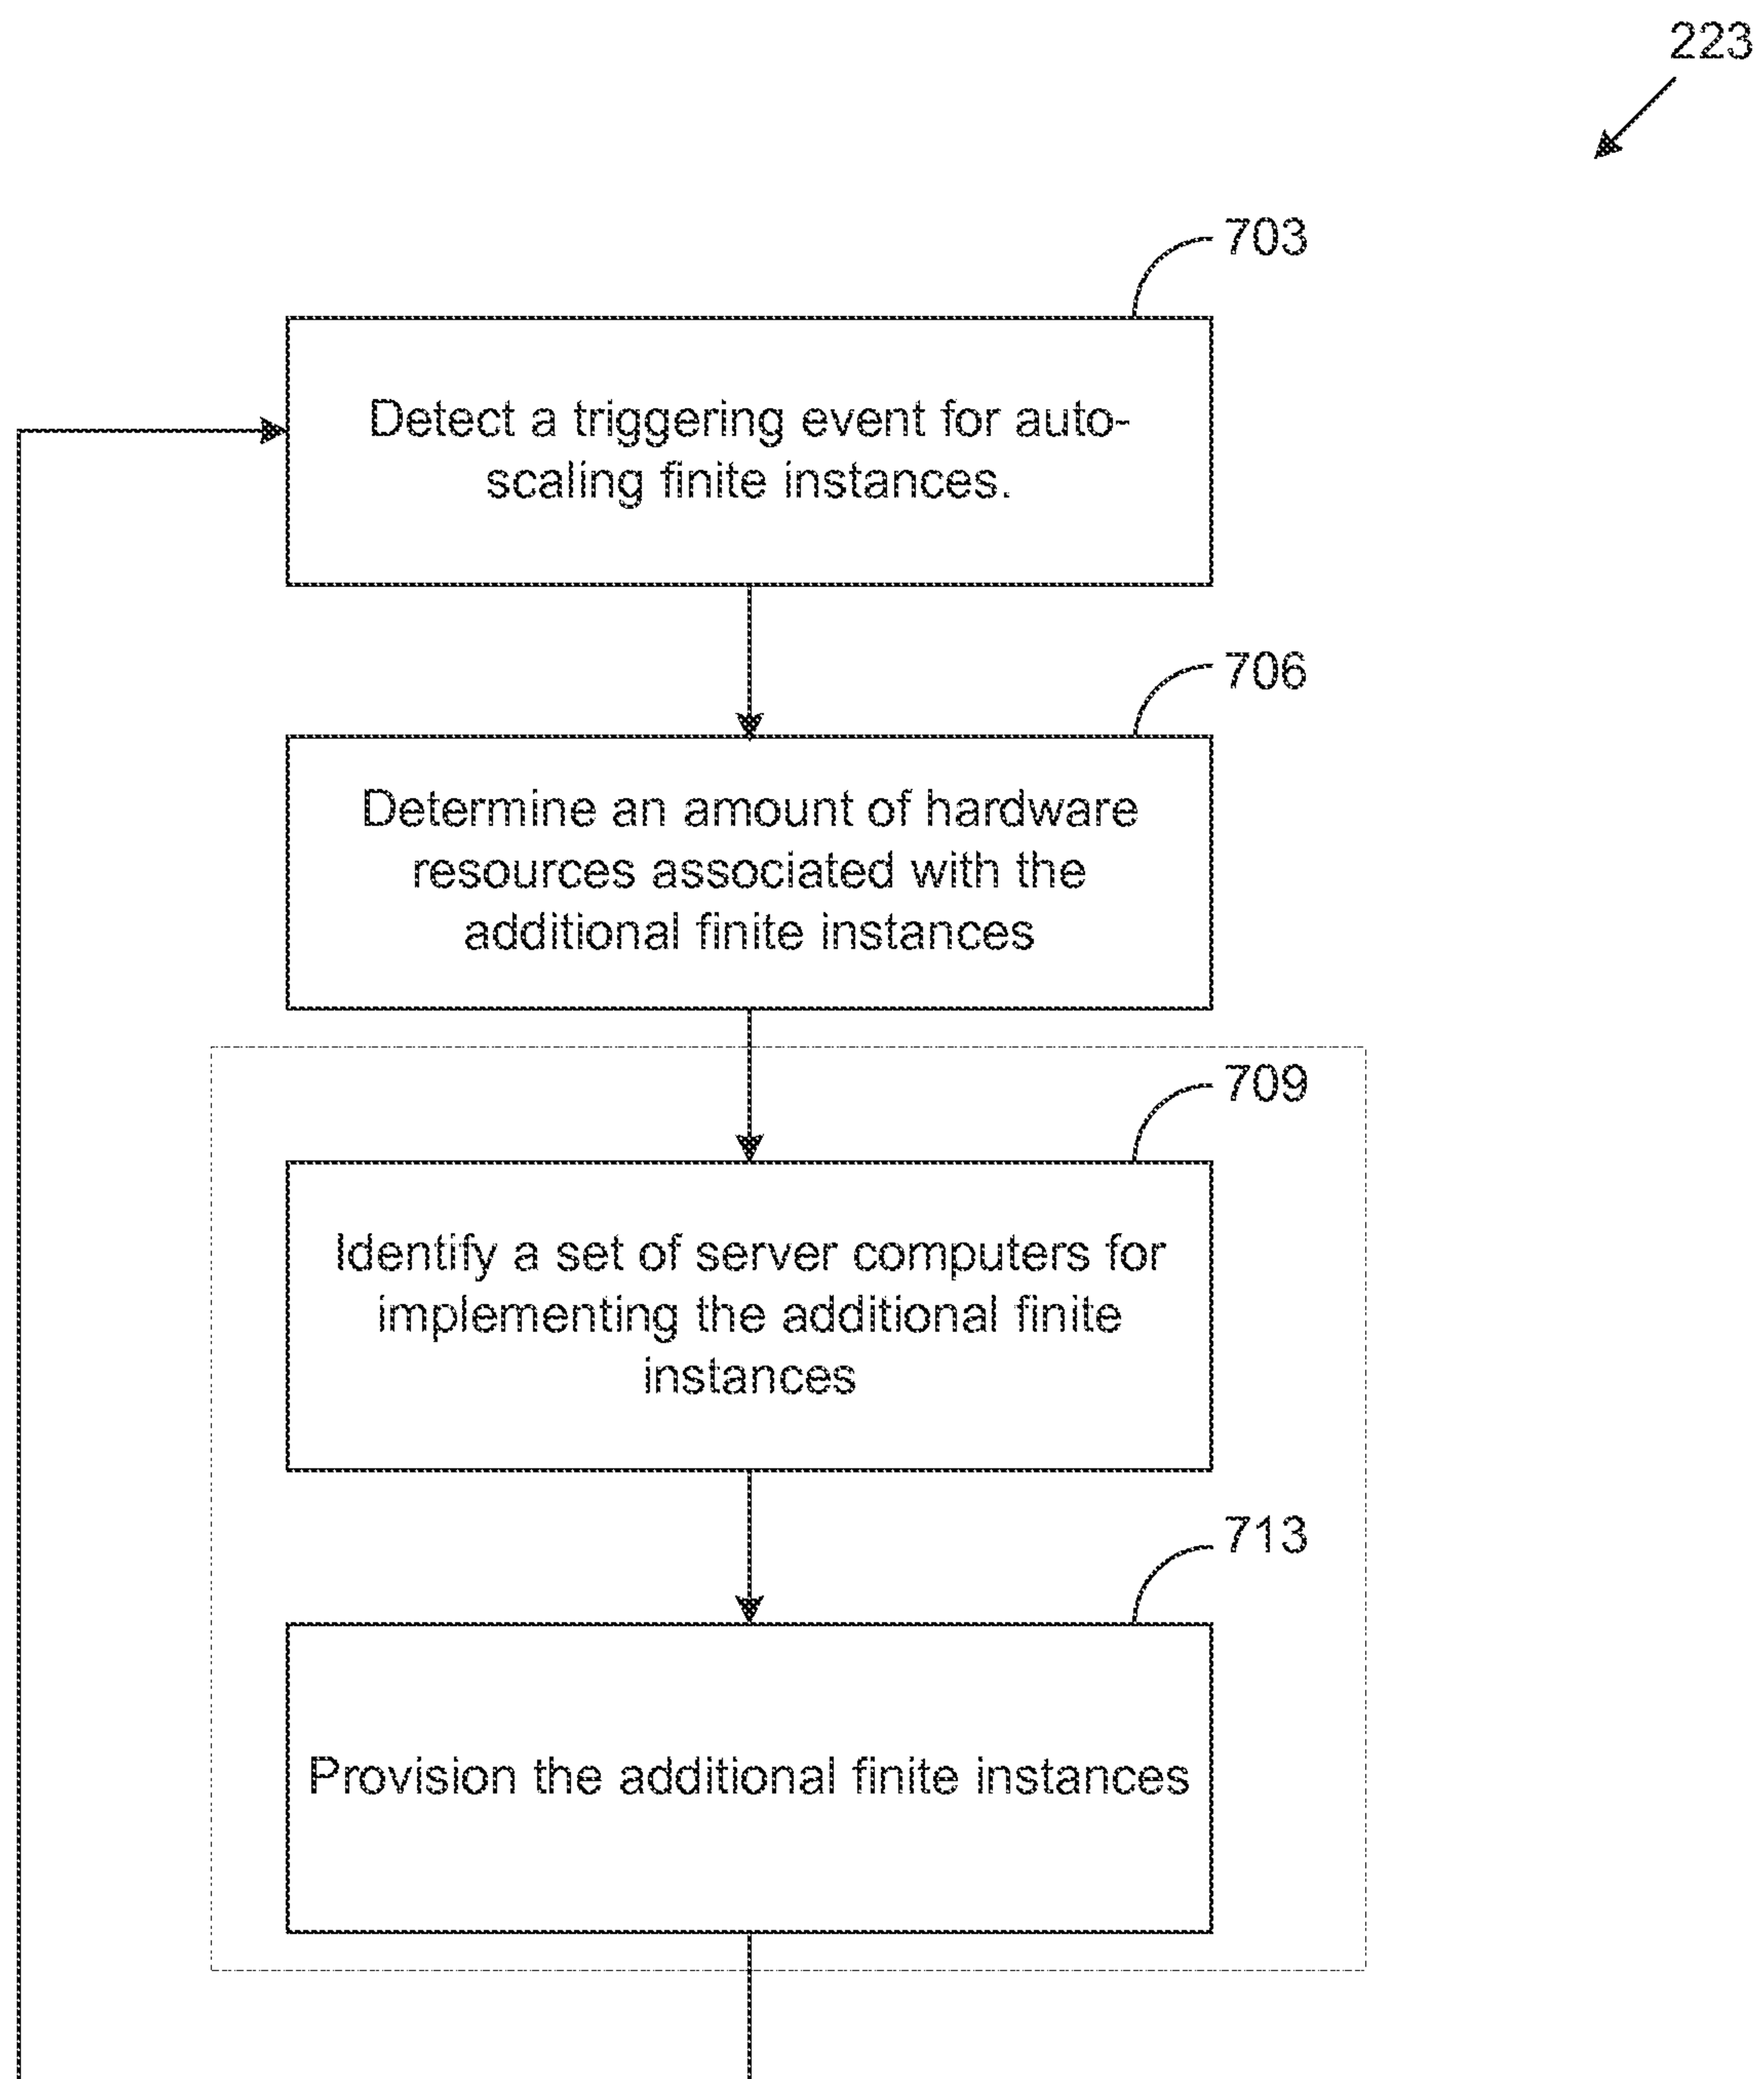 223
703
Detect a triggering event for auto-
scaling finite instances.
706
Determine an amount of hardware
resources associated with the
additional finite instances
709
Identify a set of server computers for
implementing the additional finite
instances
713
Provision the additional finite instances